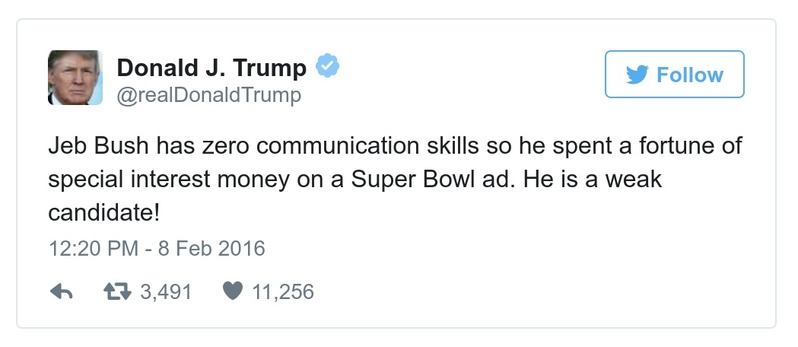 Donald J. Trump
@realDonaldTrump
Follow
Jeb Bush has zero communication skills so he spent a fortune of
special interest money on a Super Bowl ad. He is a weak
candidate!
12:20 PM - 8 Feb 2016
3,491 11,256